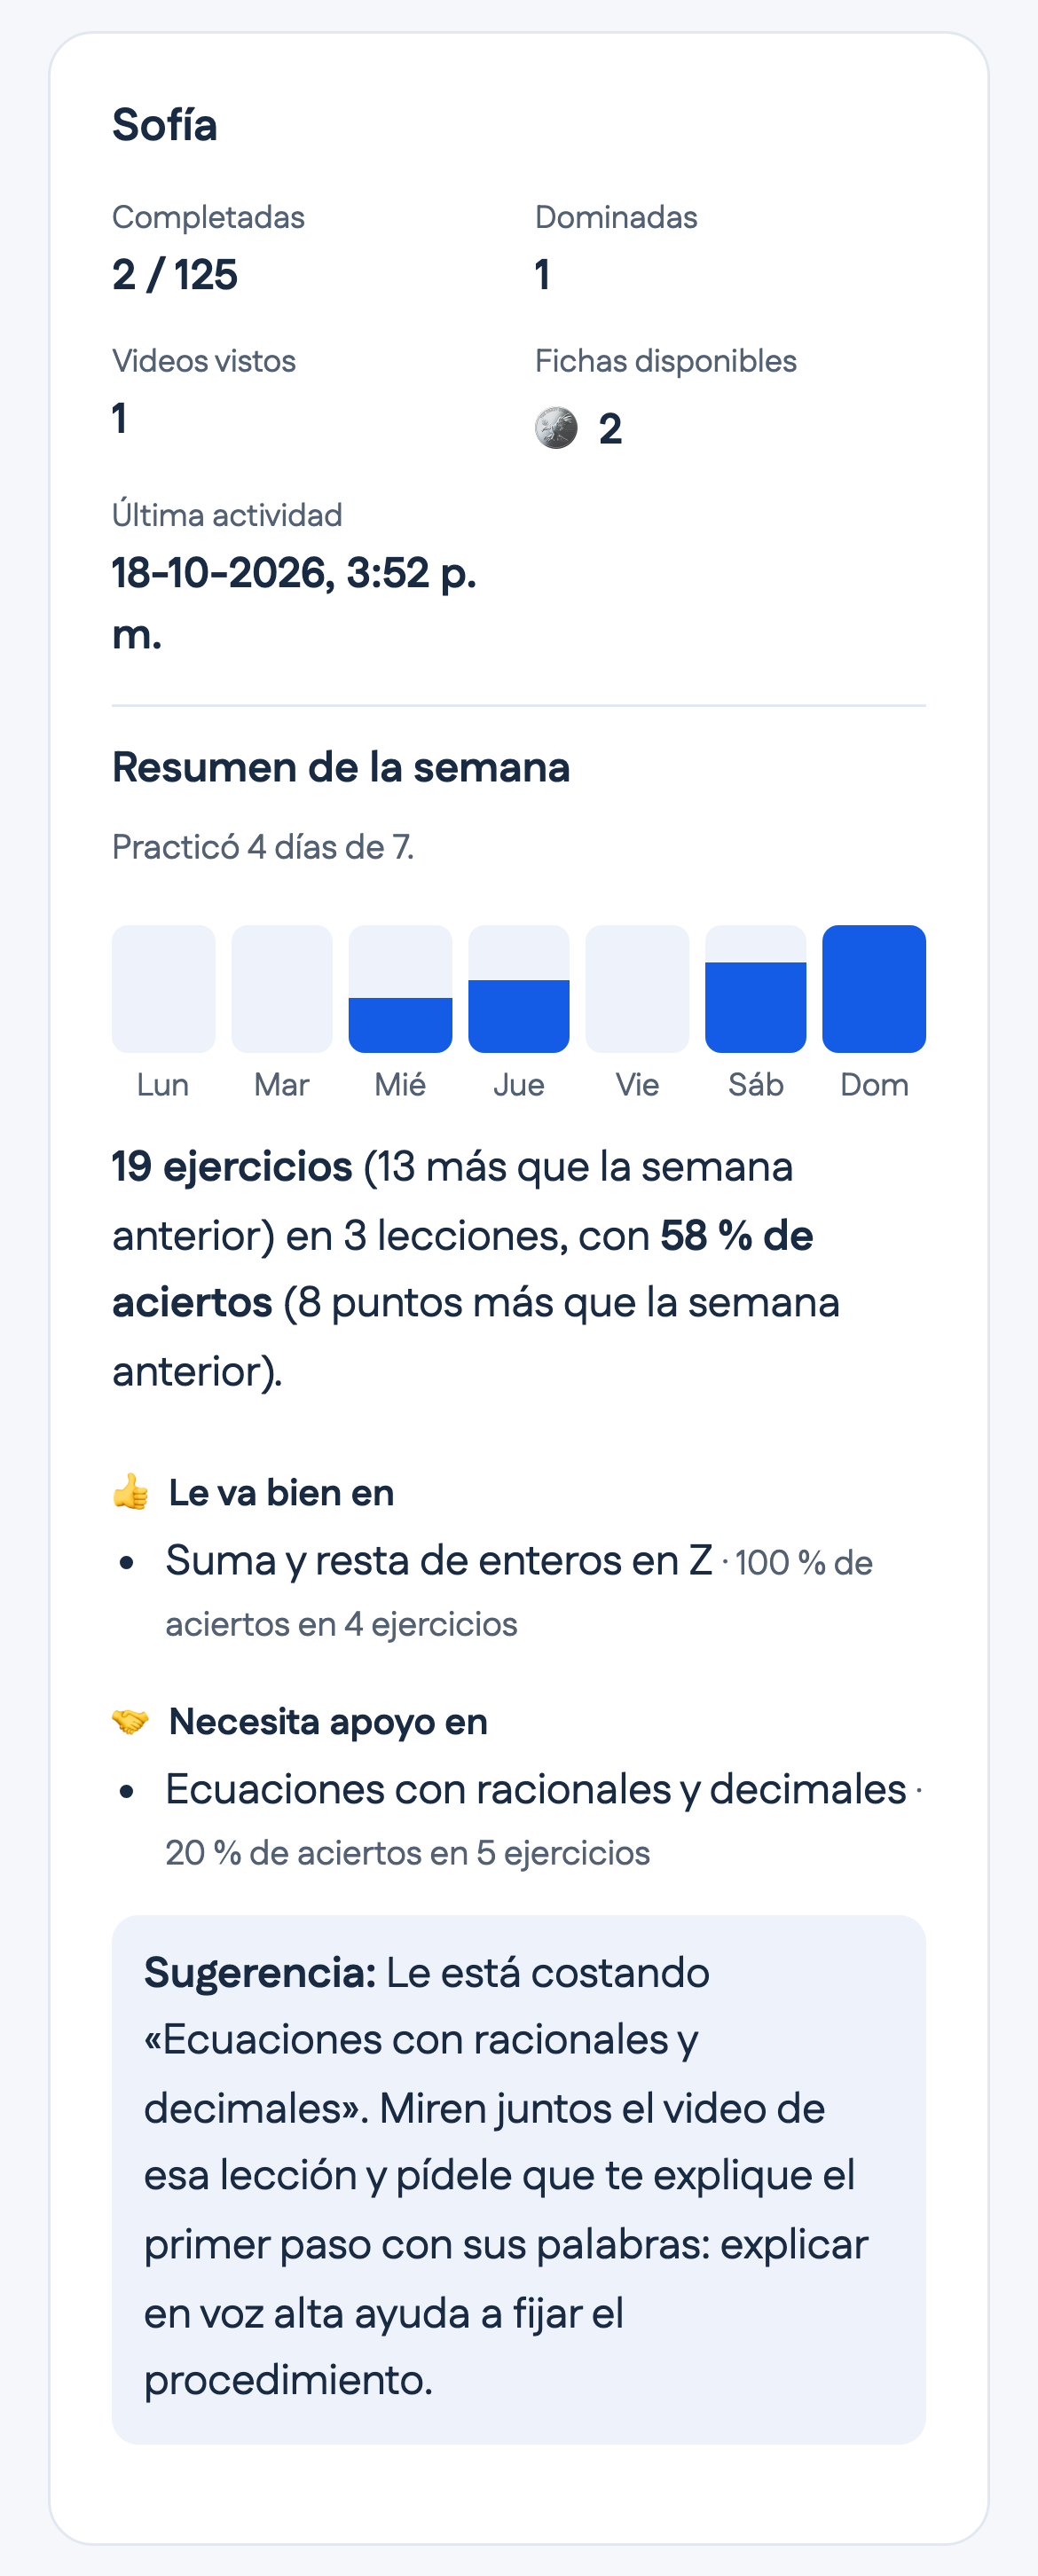 Sofía
Completadas
2 / 125
Dominadas
1
Videos vistos
1
Fichas disponibles
2
Última actividad
18-10-2026, 3:52 p.
m.
Resumen de la semana
Practicó 4 días de 7.
Lun Mar Mié Jue Vie Sáb Dom
19 ejercicios (13 más que la semana
anterior) en 3 lecciones, con 58 % de
aciertos (8 puntos más que la semana
anterior).
👍 Le va bien en
• Suma y resta de enteros en Z · 100 % de
aciertos en 4 ejercicios
🤝 Necesita apoyo en
• Ecuaciones con racionales y decimales ·
20 % de aciertos en 5 ejercicios
Sugerencia: Le está costando
«Ecuaciones con racionales y
decimales». Miren juntos el video de
esa lección y pídele que te explique el
primer paso con sus palabras: explicar
en voz alta ayuda a fijar el
procedimiento.